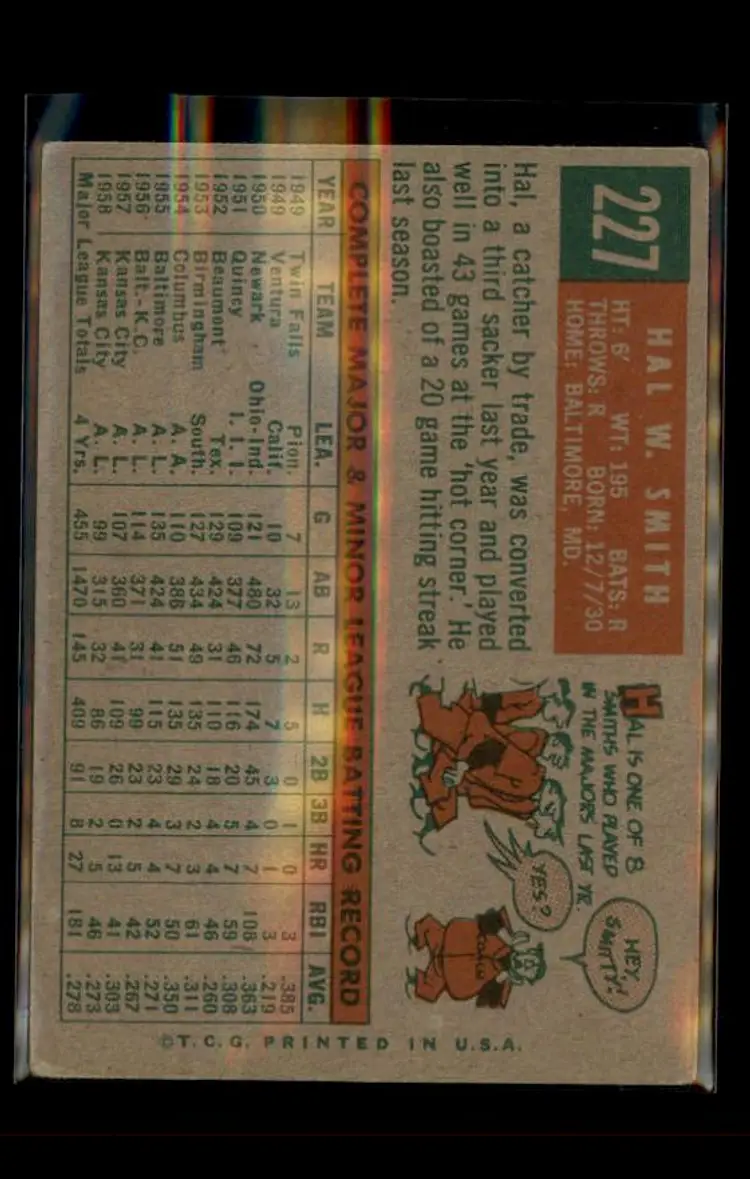 227
HAL W. SMITH
HT: 6' WT: 195 BATS: R
THROWS: R BORN: 12/7/30
HOME: BALTIMORE, MD.
Hal, a catcher by trade, was converted
into a third sacker last year and played
well in 43 games at the 'hot corner.' He
also boasted of a 20 game hitting streak
last season.
HAL IS ONE OF 8
SMITHS WHO PLAYED
IN THE MAJORS LAST YR.
HEY, SMITTY!
YES?
COMPLETE MAJOR & MINOR LEAGUE BATTING RECORD
YEAR TEAM LEA. G AB R H 2B 3B HR RBI AVG.
1949 Twin Falls Pion. 7 13 2 5 0 1 0 3 .385
1949 Ventura Calif. 10 32 5 7 3 0 1 3 .219
1950 Newark Ohio-Ind. 121 480 72 174 45 4 7 108 .363
1951 Quincy I. I. I. 109 377 46 116 20 5 7 59 .308
1952 Beaumont Tex. 129 424 31 110 18 4 4 46 .260
1953 Birmingham South. 127 434 49 135 24 2 3 61 .311
1954 Columbus A. A. 110 386 51 135 29 3 7 50 .350
1955 Baltimore A. L. 135 424 41 115 23 4 4 52 .271
1956 Balt.-K.C. A. L. 114 371 31 99 23 2 5 42 .267
1957 Kansas City A. L. 107 360 41 109 26 0 13 41 .303
1958 Kansas City A. L. 99 315 32 86 19 2 5 46 .273
Major League Totals 4 Yrs. 455 1470 145 409 91 8 27 181 .278
©T.C.G. PRINTED IN U.S.A.